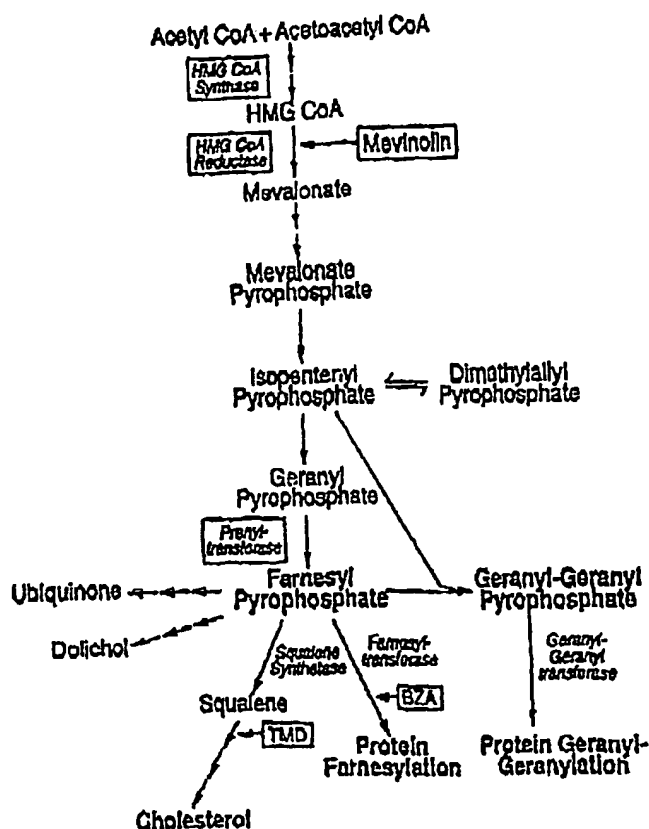 Acetyl CoA + Acetoacetyl CoA
HMG CoA
Synthase
HMG CoA
HMG CoA
Reductase
Mevinolin
Mevalonate
Mevalonate
Pyrophosphate
Isopentenyl
Pyrophosphate
Dimethylallyl
Pyrophosphate
Geranyl
Pyrophosphate
Prenyl-
transferase
Ubiquinone
Farnesyl
Pyrophosphate
Geranyl-Geranyl
Pyrophosphate
Dolichol
Squalene
Synthetase
Farnesyl-
transferase
Geranyl-
Geranyl
transferase
BZA
Squalene
TMD
Protein
Farnesylation
Protein Geranyl-
Geranylation
Cholesterol